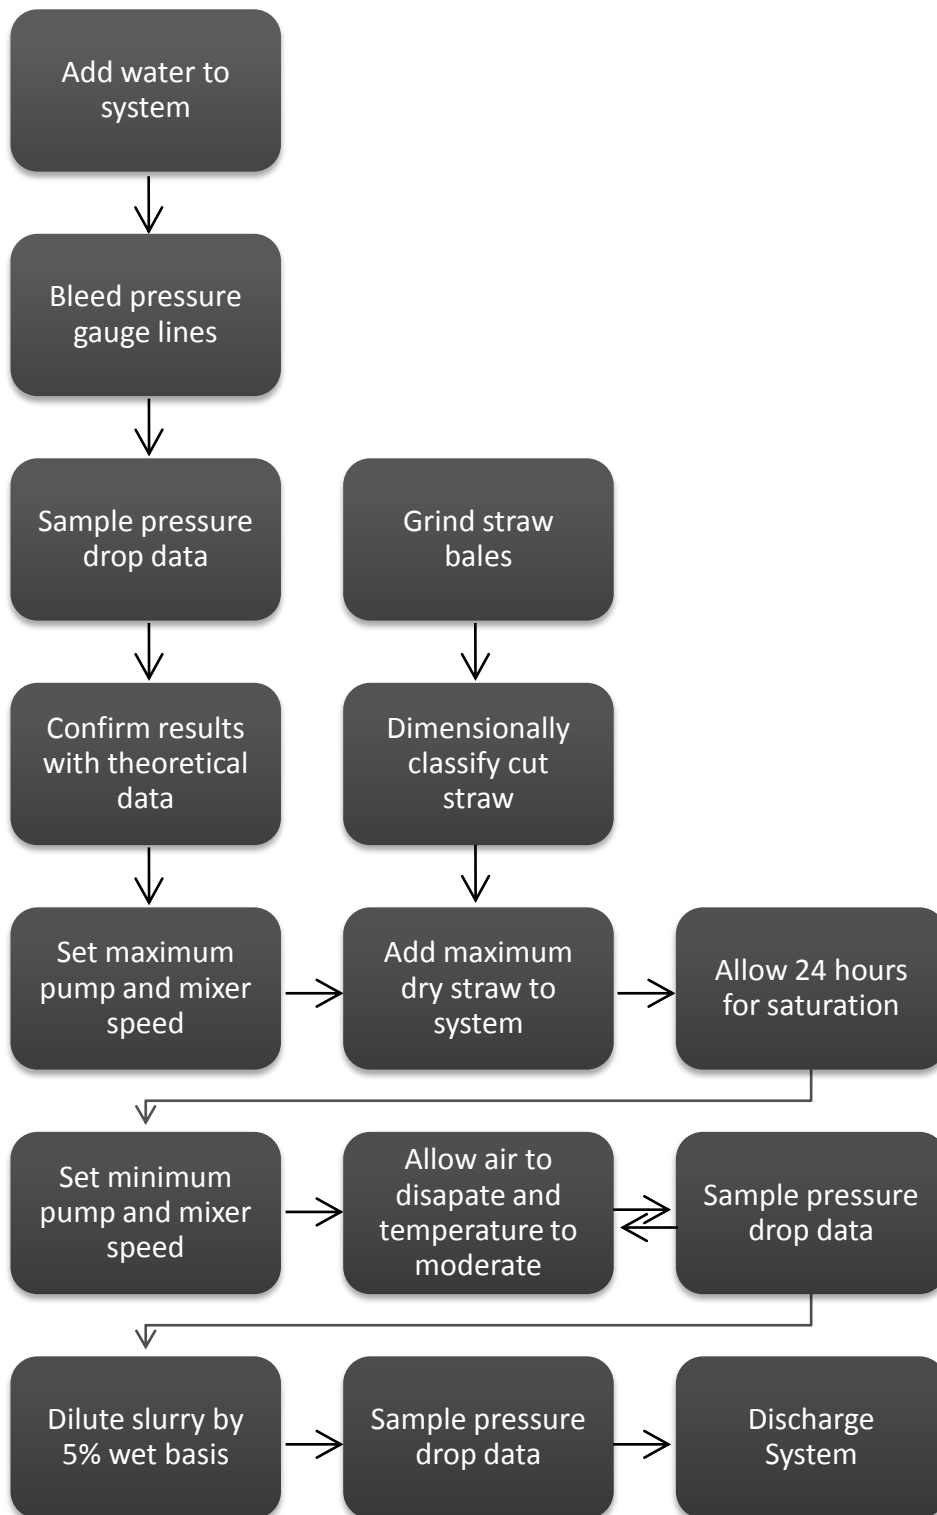 Add water to
system
Bleed pressure
gauge lines
Sample pressure
drop data
Grind straw
bales
Confirm results
with theoretical
data
Dimensionally
classify cut
straw
Set maximum
pump and mixer
speed
Add maximum
dry straw to
system
Allow 24 hours
for saturation
Set minimum
pump and mixer
speed
Allow air to
disapate and
temperature to
moderate
Sample pressure
drop data
Dilute slurry by
5% wet basis
Sample pressure
drop data
Discharge
System